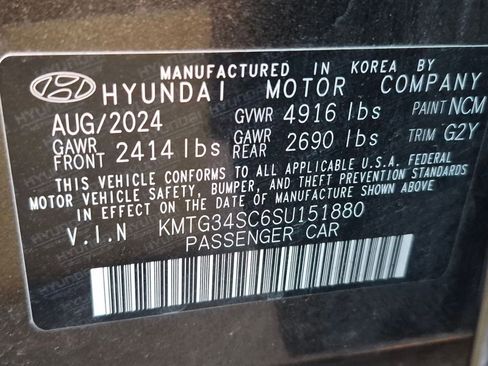 MANUFACTURED IN KOREA BY
HYUNDAI MOTOR COMPANY
AUG/2024 GVWR 4916 lbs PAINT NCM
GAWR FRONT 2414 lbs GAWR REAR 2690 lbs TRIM G2Y
THIS VEHICLE CONFORMS TO ALL APPLICABLE U.S.A. FEDERAL
MOTOR VEHICLE SAFETY, BUMPER, AND THEFT PREVENTION STANDARDS
IN EFFECT ON THE DATE OF MANUFACTURE SHOWN ABOVE.
V.I.N KMTG34SC6SU151880
PASSENGER CAR